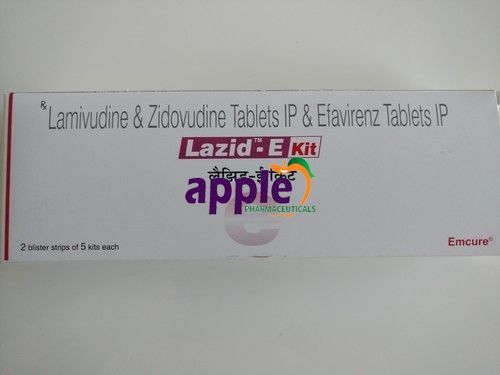 Rx Lamivudine & Zidovudine Tablets IP & Efavirenz Tablets IP
Lazid™-E Kit
लैझिड-ई किट
apple
PHARMACEUTICALS
2 blister strips of 5 kits each
Emcure®